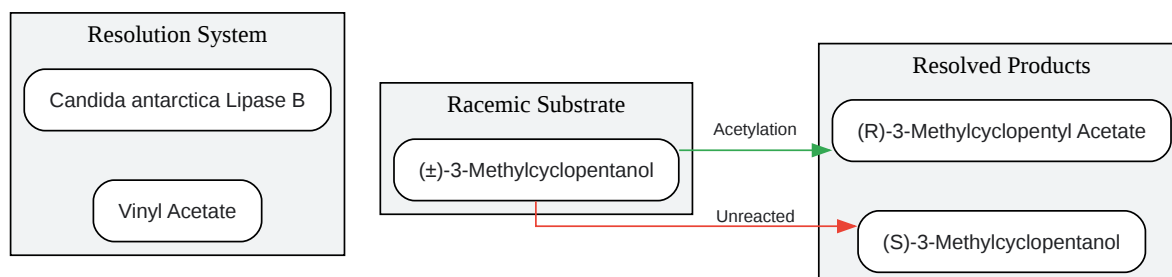 Resolution System
Candida antarctica Lipase B
Vinyl Acetate
Racemic Substrate
(±)-3-Methylcyclopentanol
Acetylation
Unreacted
Resolved Products
(R)-3-Methylcyclopentyl Acetate
(S)-3-Methylcyclopentanol